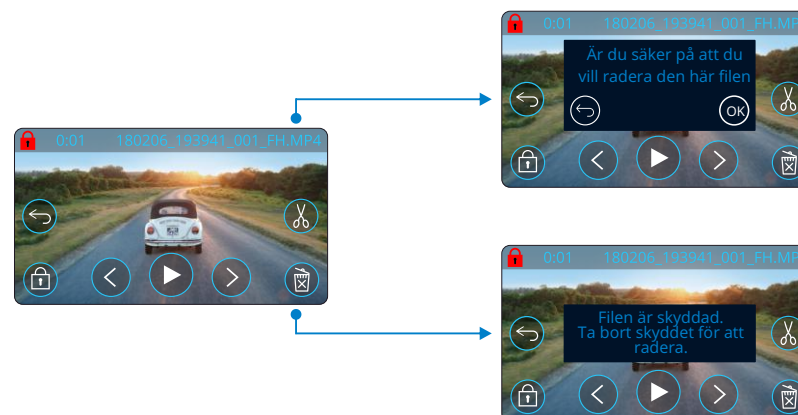 0:01 180206_193941_001_FH.MP4
0:01 180206_193941_001_FH.MP
Är du säker på att du
vill radera den här filen
OK
0:01 180206_193941_001_FH.MP
Filen är skyddad.
Ta bort skyddet för att
radera.